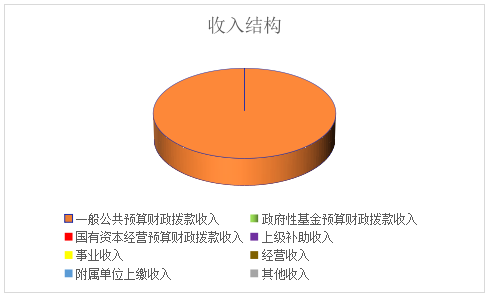 收入结构
一般公共预算财政拨款收入
政府性基金预算财政拨款收入
国有资本经营预算财政拨款收入
上级补助收入
事业收入
经营收入
附属单位上缴收入
其他收入